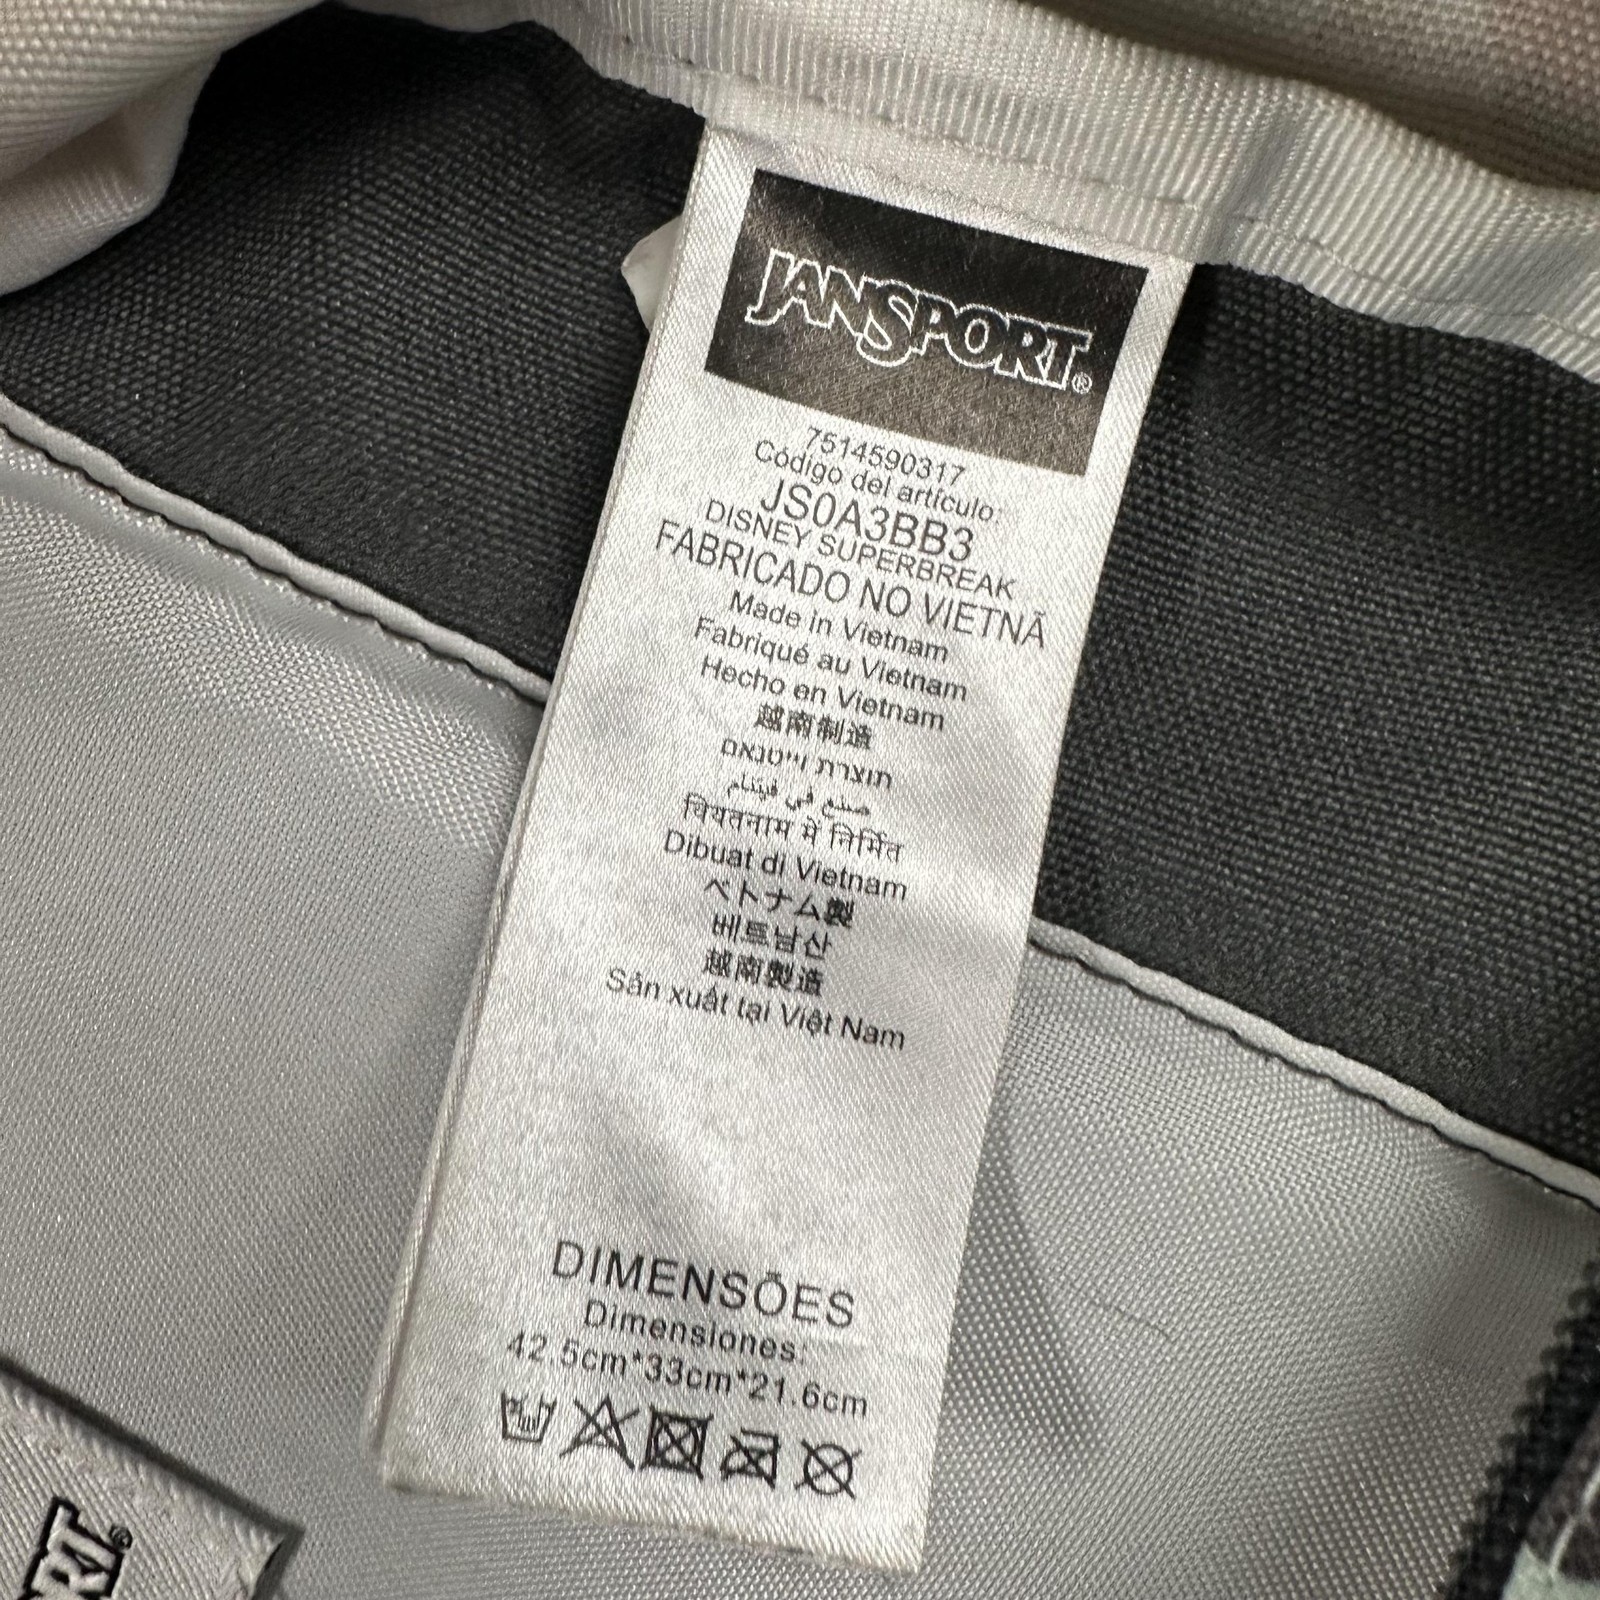 JANSPORT®
7514590317
Código del artículo:
JS0A3BB3
DISNEY SUPERBREAK
FABRICADO NO VIETNÃ
Made in Vietnam
Fabriqué au Vietnam
Hecho en Vietnam
越南制造
תוצרת וייטנאם
صنع في فيتنام
वियतनाम में निर्मित
Dibuat di Vietnam
ベトナム製
베트남산
越南製造
Sản xuất tại Việt Nam
DIMENSÕES
Dimensiones:
42.5cm*33cm*21.6cm
ORT®